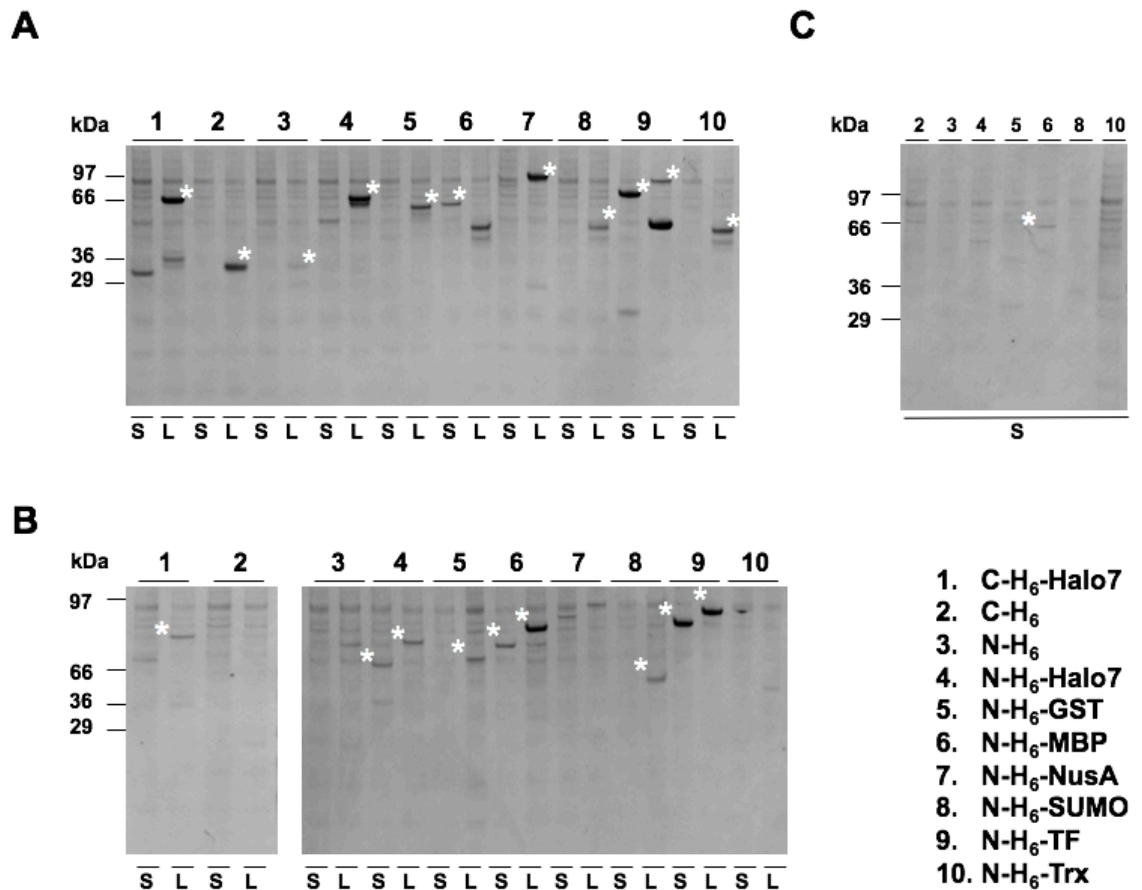 A
kDa 1 2 3 4 5 6 7 8 9 10
97
66
36
29
* * * * * * * * * * *
S L S L S L S L S L S L S L S L S L S L
C
kDa 2 3 4 5 6 8 10
97
66
36
29
*
S
B
kDa 1 2 3 4 5 6 7 8 9 10
97
66
36
29
* * * * * * * * *
S L S L S L S L S L S L S L S L S L S L
1. C-H₆-Halo7
2. C-H₆
3. N-H₆
4. N-H₆-Halo7
5. N-H₆-GST
6. N-H₆-MBP
7. N-H₆-NusA
8. N-H₆-SUMO
9. N-H₆-TF
10. N-H₆-Trx